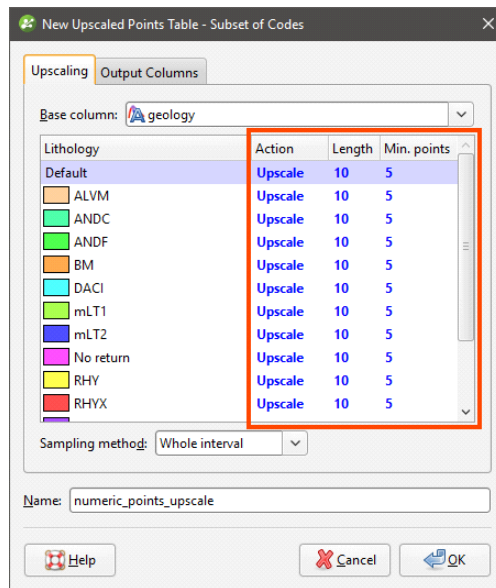 New Upscaled Points Table - Subset of Codes
Upscaling Output Columns
Base column: geology
Lithology Action Length Min. points
Default Upscale 10 5
ALVM Upscale 10 5
ANDC Upscale 10 5
ANDF Upscale 10 5
BM Upscale 10 5
DACI Upscale 10 5
mLT1 Upscale 10 5
mLT2 Upscale 10 5
No return Upscale 10 5
RHY Upscale 10 5
RHYX Upscale 10 5
Sampling method: Whole interval
Name: numeric_points_upscale
Help Cancel OK